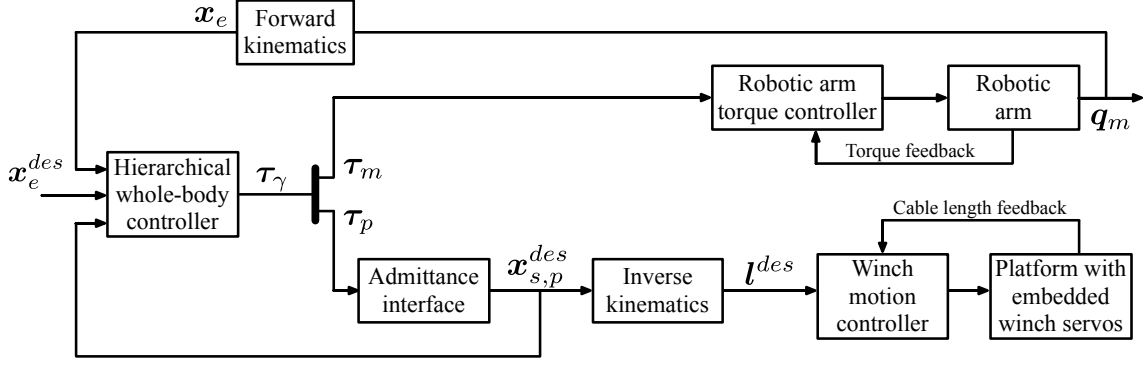 x_e
Forward
kinematics
Robotic arm
torque controller
Robotic
arm
q_m
Torque feedback
x_e^{des}
Hierarchical
whole-body
controller
τ_γ
τ_m
τ_p
Cable length feedback
Admittance
interface
x_{s,p}^{des}
Inverse
kinematics
l^{des}
Winch
motion
controller
Platform with
embedded
winch servos